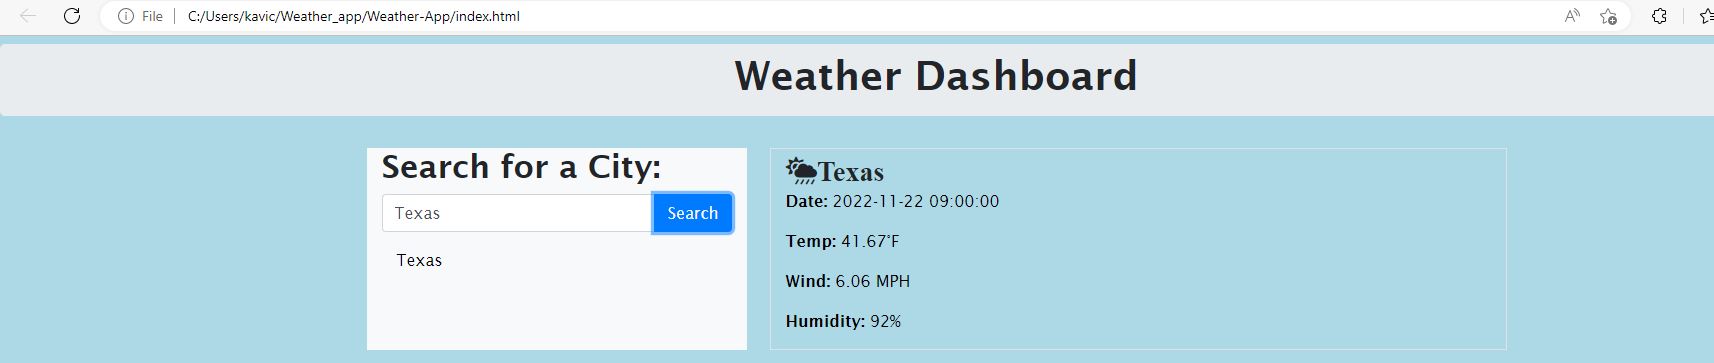 File C:/Users/kavic/Weather_app/Weather-App/index.html A
Weather Dashboard
Search for a City:
Texas Search
Texas
Texas
Date: 2022-11-22 09:00:00
Temp: 41.67°F
Wind: 6.06 MPH
Humidity: 92%